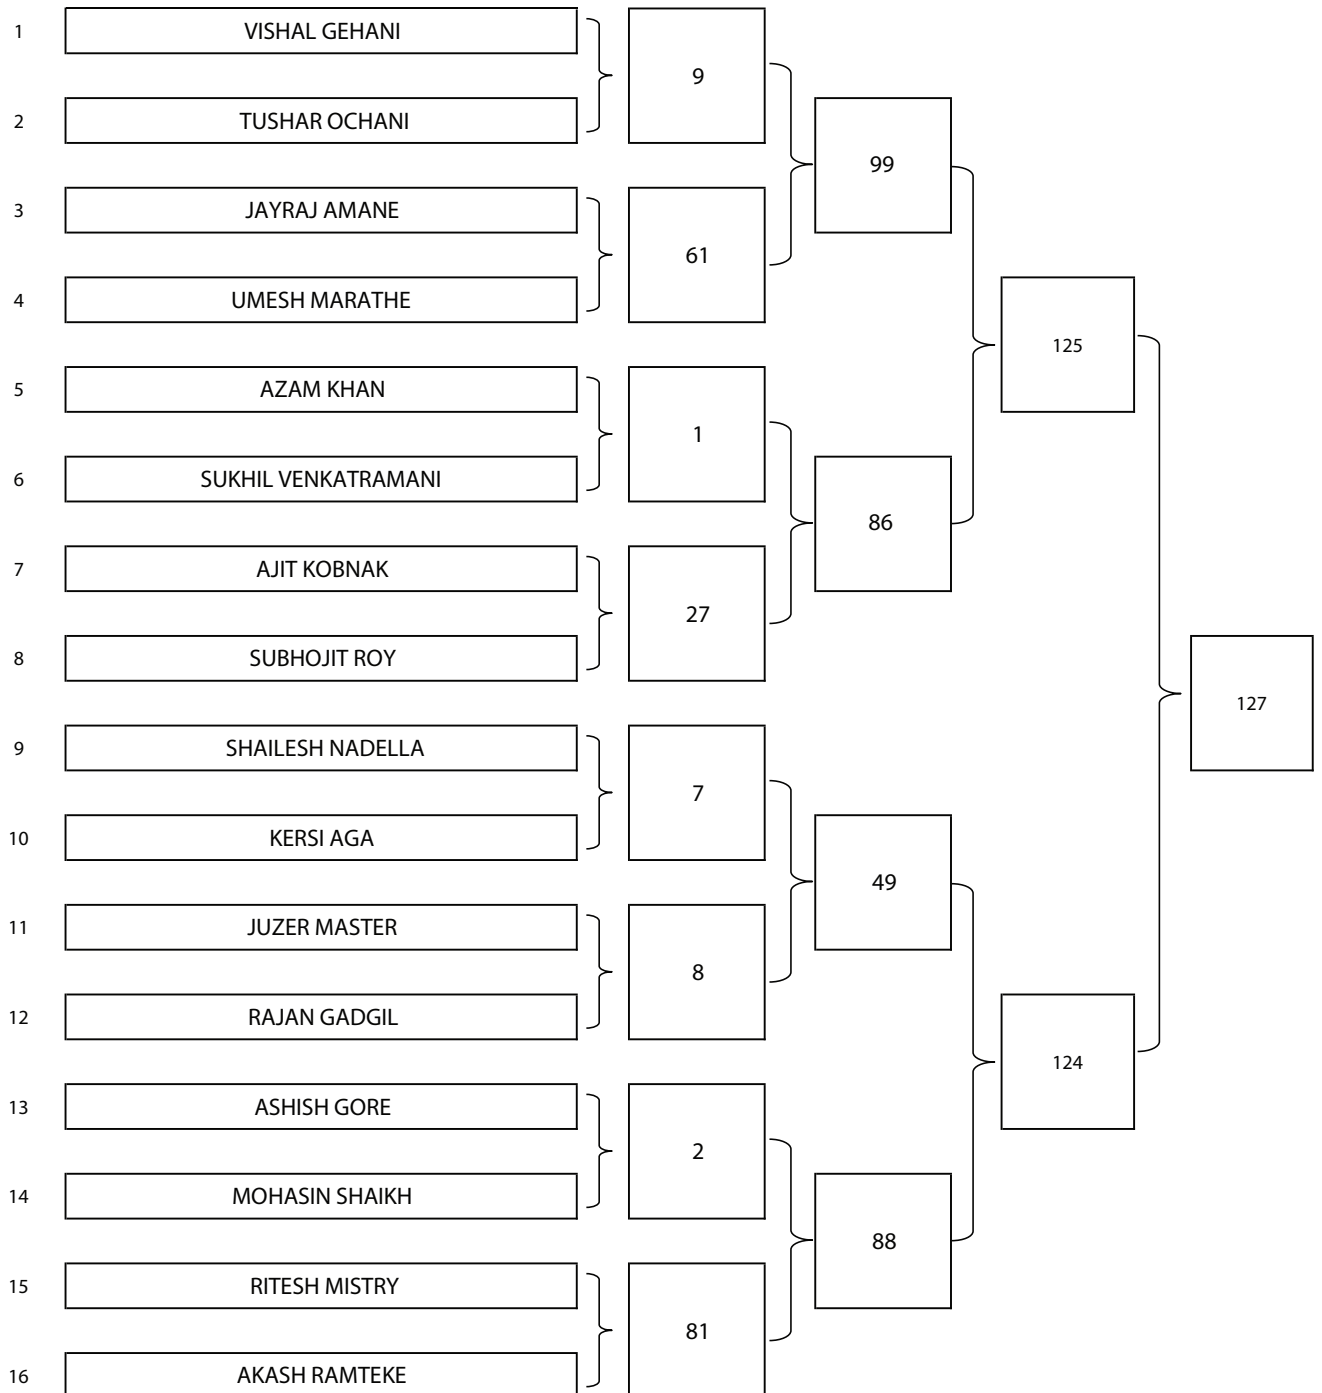 1 VISHAL GEHANI
9
2 TUSHAR OCHANI
99
3 JAYRAJ AMANE
61
4 UMESH MARATHE
125
5 AZAM KHAN
1
6 SUKHIL VENKATRAMANI
86
7 AJIT KOBNAK
27
8 SUBHOJIT ROY
127
9 SHAILESH NADELLA
7
10 KERSI AGA
49
11 JUZER MASTER
8
12 RAJAN GADGIL
124
13 ASHISH GORE
2
14 MOHASIN SHAIKH
88
15 RITESH MISTRY
81
16 AKASH RAMTEKE